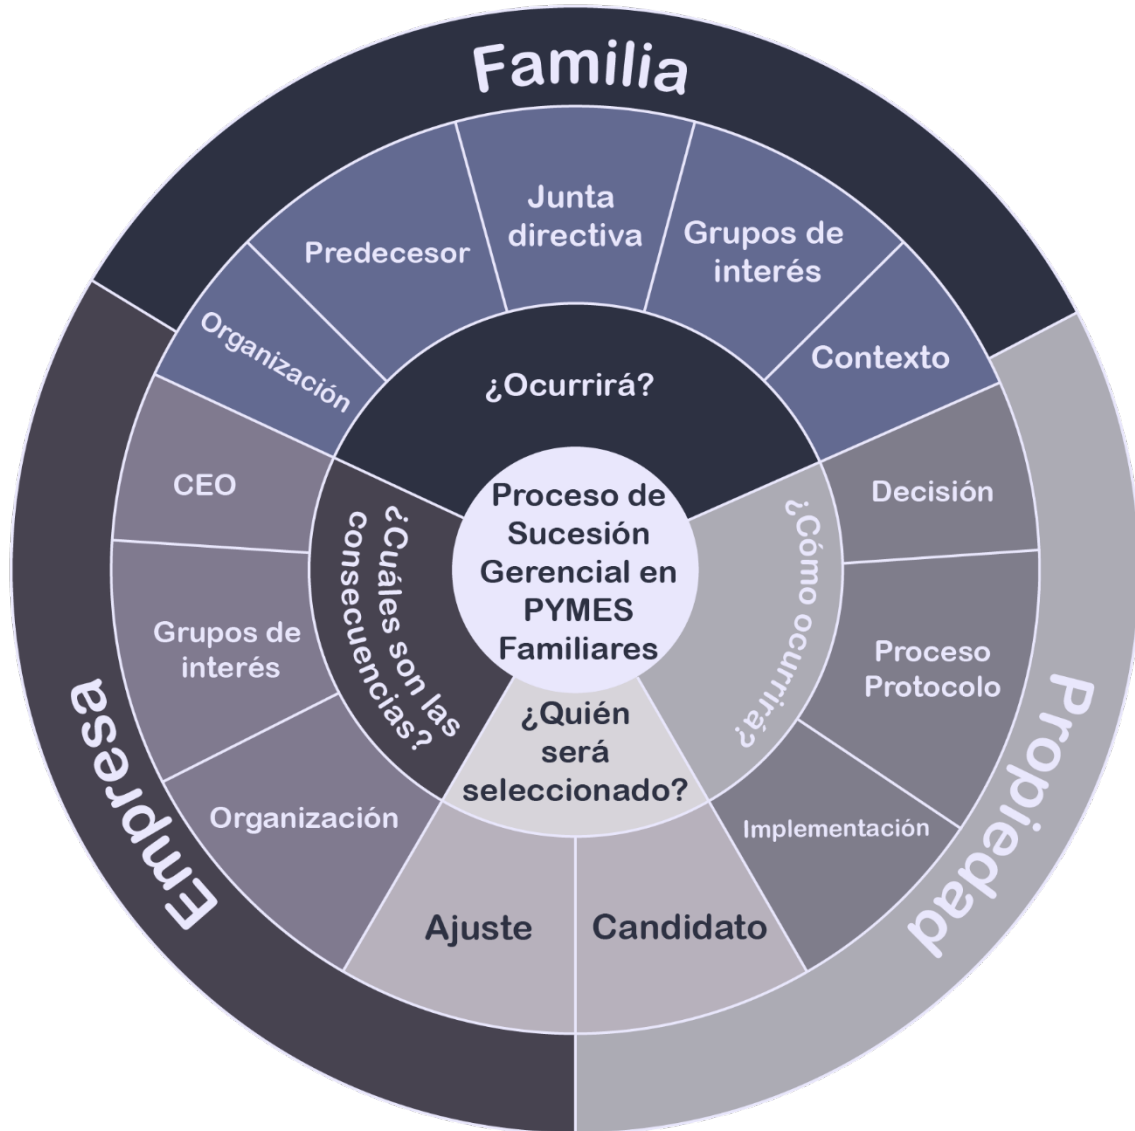 Familia
Junta
directiva
Predecesor
Grupos de
interés
Organización
Contexto
¿Ocurrirá?
CEO
Decisión
Proceso de
Sucesión
Gerencial en
PYMES
Familiares
¿Cuáles son las
consecuencias?
¿Cómo ocurrirá?
Grupos de
interés
Proceso
Protocolo
¿Quién
será
seleccionado?
Organización
Implementación
Ajuste
Candidato
Empresa
Propiedad